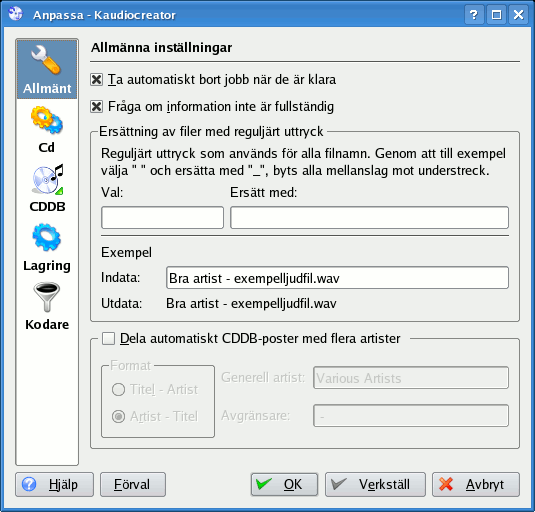 Anpassa - Kaudiocreator
Allmänt
Cd
CDDB
Lagring
Kodare
Allmänna inställningar
Ta automatiskt bort jobb när de är klara
Fråga om information inte är fullständig
Ersättning av filer med reguljärt uttryck
Reguljärt uttryck som används för alla filnamn. Genom att till exempel
välja " " och ersätta med "_", byts alla mellanslag mot understreck.
Val: Ersätt med:
Exempel
Indata: Bra artist - exempelljudfil.wav
Utdata: Bra artist - exempelljudfil.wav
Dela automatiskt CDDB-poster med flera artister
Format
Titel - Artist
Artist - Titel
Generell artist: Various Artists
Avgränsare: -
Hjälp Förval OK Verkställ Avbryt